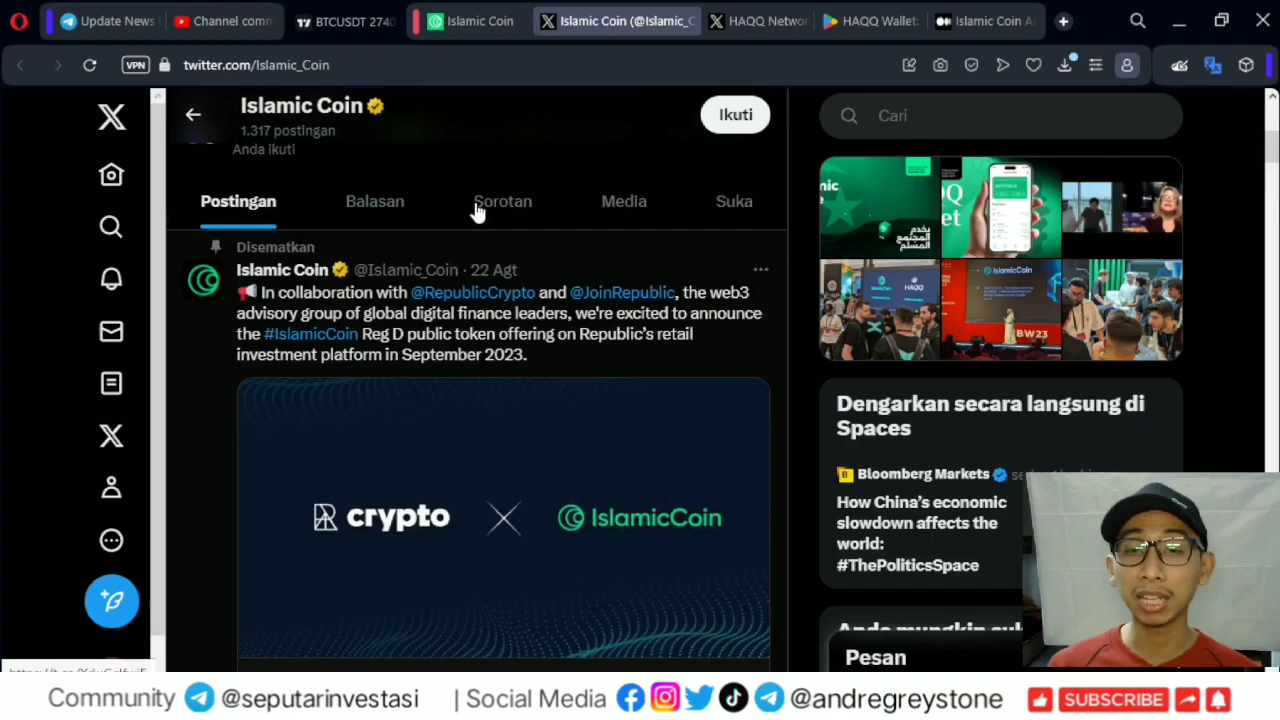 Update News
Channel comm
BTCUSDT 2740
Islamic Coin
Islamic Coin (@Islamic_C
HAQQ Networ
HAQQ Wallet
Islamic Coin A
VPN
twitter.com/Islamic_Coin
Islamic Coin
1.317 postingan
Anda ikuti
Ikuti
Cari
Postingan
Balasan
Sorotan
Media
Suka
Disematkan
Islamic Coin @Islamic_Coin · 22 Agt
In collaboration with @RepublicCrypto and @JoinRepublic, the web3
advisory group of global digital finance leaders, we're excited to announce
the #IslamicCoin Reg D public token offering on Republic's retail
investment platform in September 2023.
crypto
IslamicCoin
IslamicCoin
HAQQ
BW23
Dengarkan secara langsung di
Spaces
Bloomberg Markets
How China's economic
slowdown affects the
world:
#ThePoliticsSpace
Pesan
Community @seputarinvestasi | Social Media @andregreystone
SUBSCRIBE